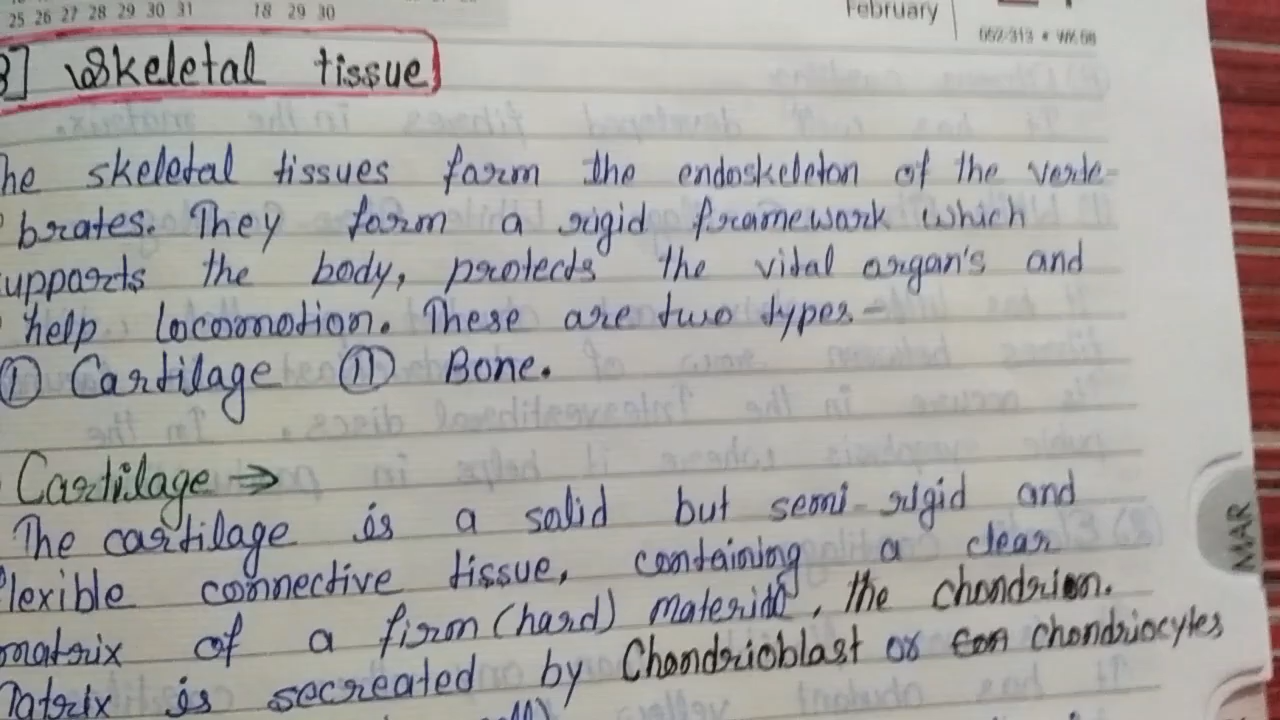 25 26 27 28 29 30 31 18 29 30
February
3] Skeletal tissue
he skeletal tissues form the endoskeleton of the verte-
brates. They form a rigid framework which
upports the body, protects the vital organ's and
help locomotion. These are two types -
① Cartilage ⑪ Bone.
Cartilage ⇒
The cartilage is a solid but semi-rigid and
lexible connective tissue, containing a clear
matrix of a firm (hard) material, the chondrion.
Matrix is secreated by Chondrioblast or chondriocytes
MAR